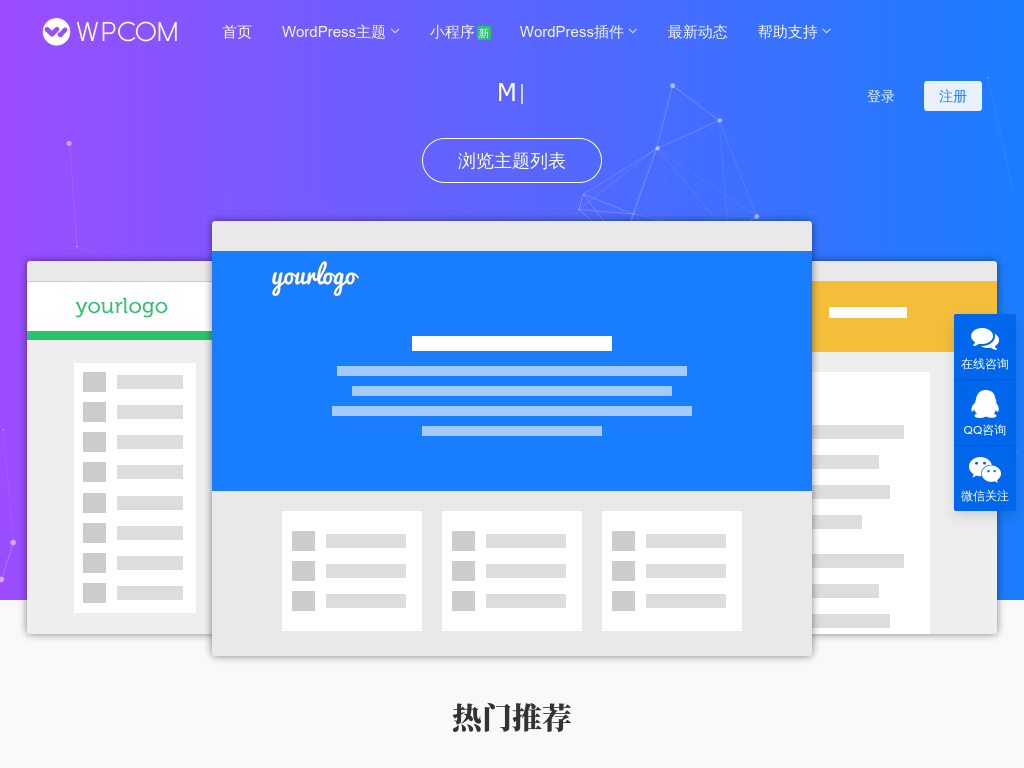 WPCOM 首页 WordPress主题 小程序 新 WordPress插件 最新动态 帮助支持
M|
登录 注册
浏览主题列表
yourlogo
yourlogo
在线咨询
QQ咨询
微信关注
热门推荐